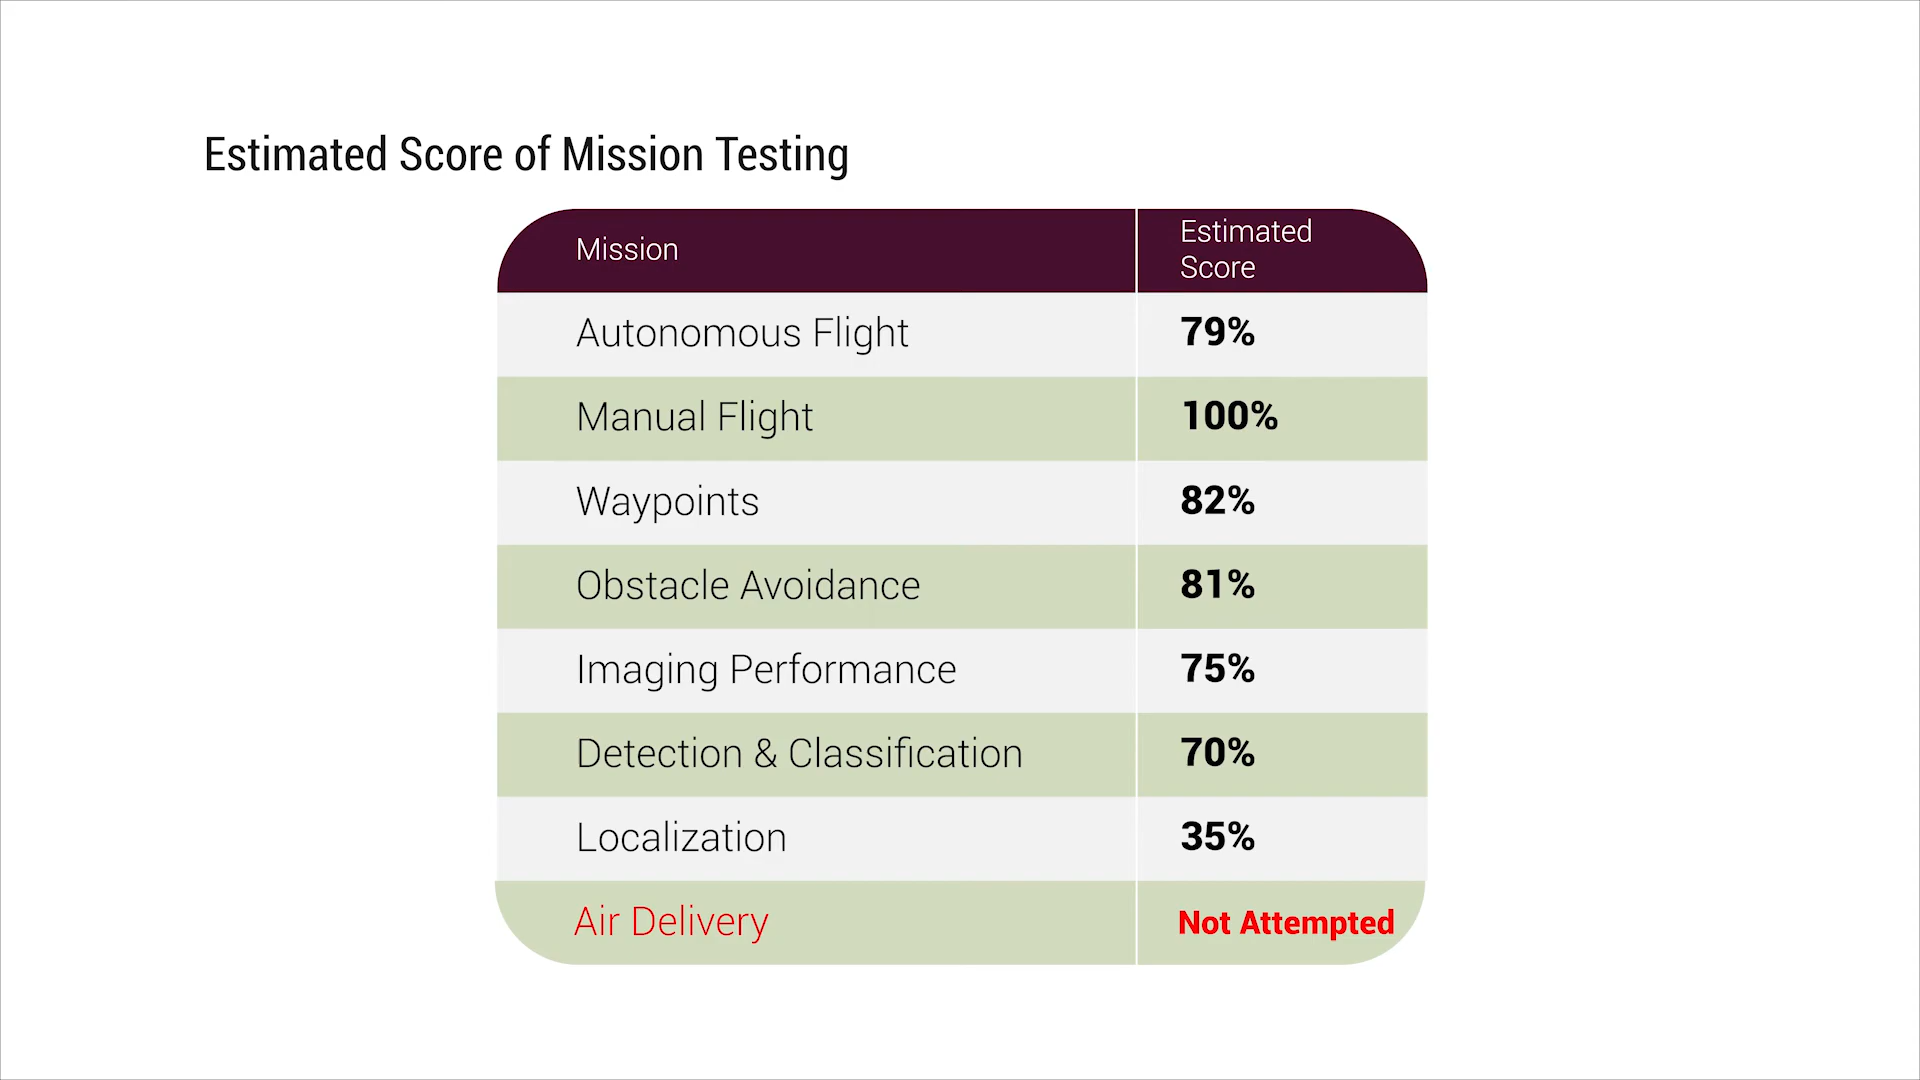 Estimated Score of Mission Testing
Mission
Estimated
Score
Autonomous Flight
79%
Manual Flight
100%
Waypoints
82%
Obstacle Avoidance
81%
Imaging Performance
75%
Detection & Classification
70%
Localization
35%
Air Delivery
Not Attempted